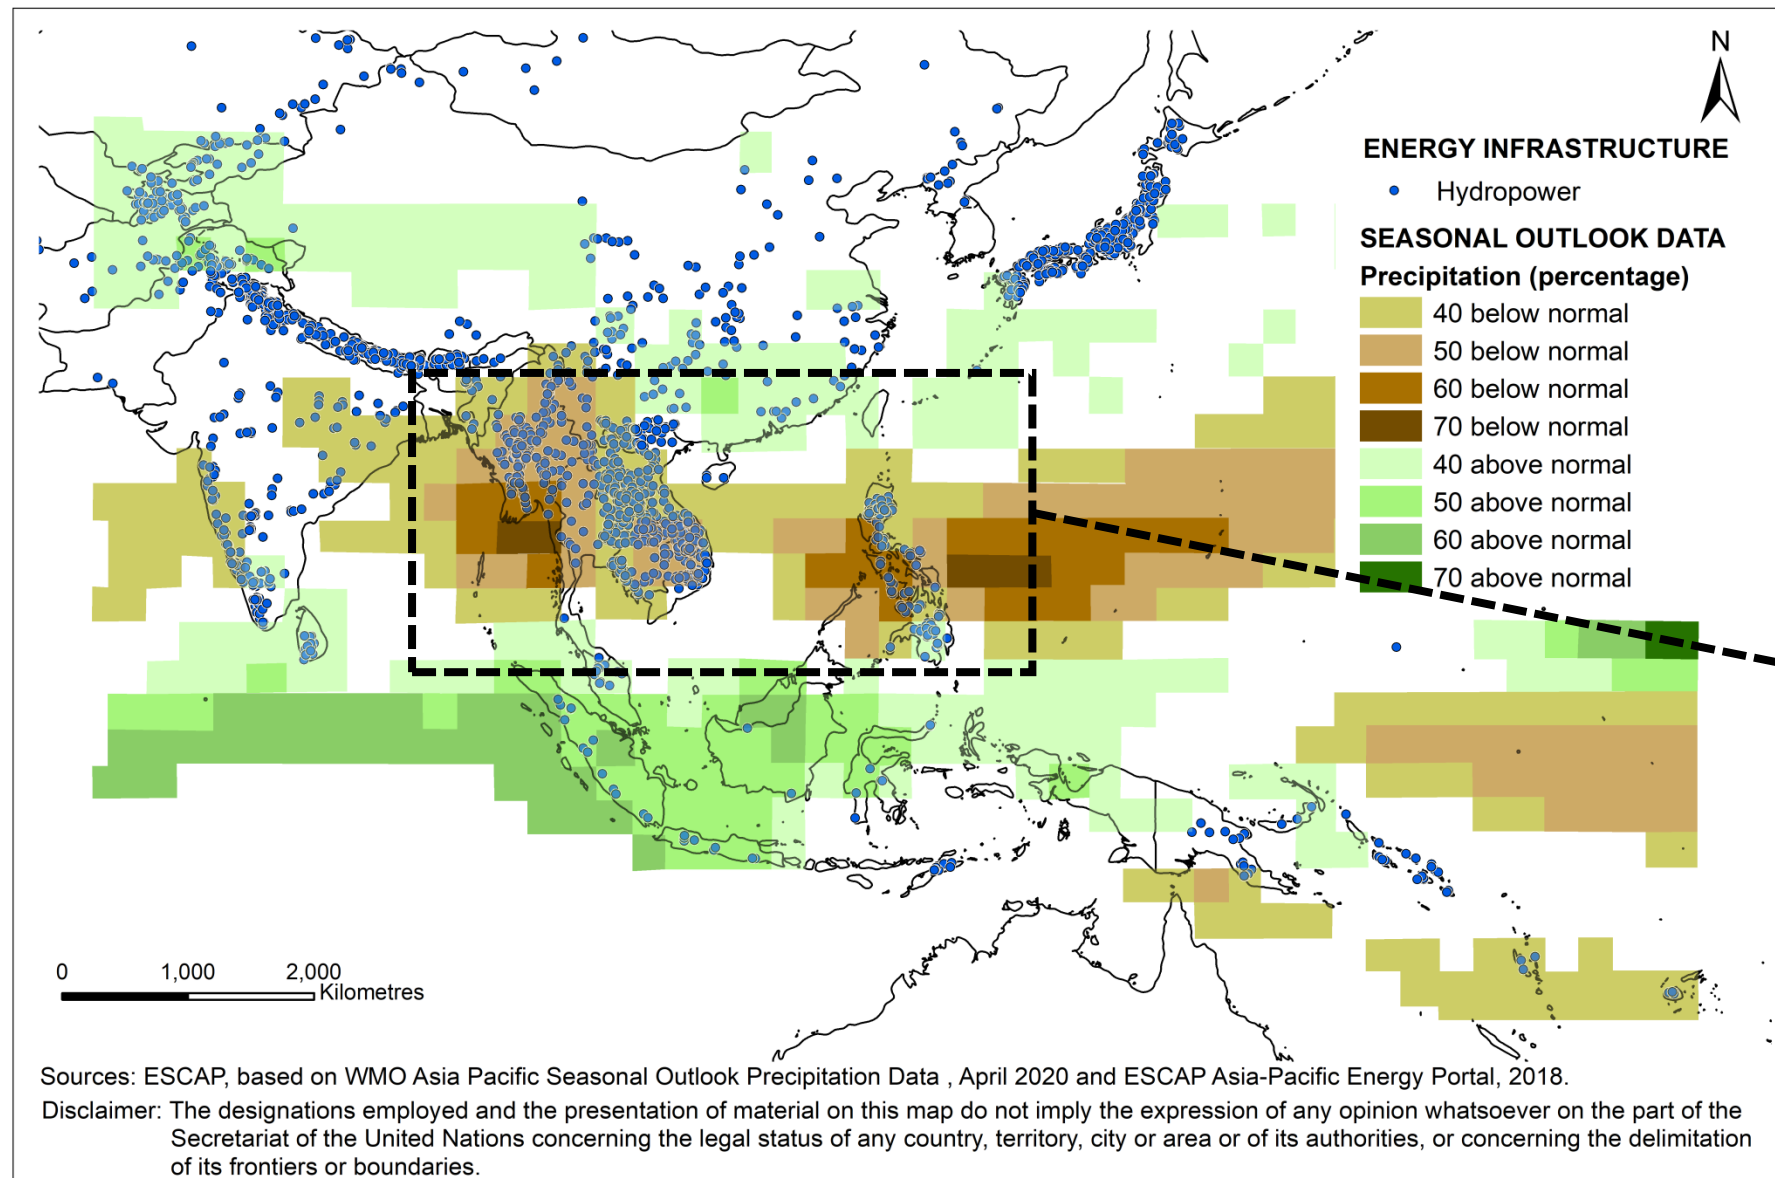 N
ENERGY INFRASTRUCTURE
Hydropower
SEASONAL OUTLOOK DATA
Precipitation (percentage)
40 below normal
50 below normal
60 below normal
70 below normal
40 above normal
50 above normal
60 above normal
70 above normal
0 1,000 2,000
Kilometres
Sources: ESCAP, based on WMO Asia Pacific Seasonal Outlook Precipitation Data , April 2020 and ESCAP Asia-Pacific Energy Portal, 2018.
Disclaimer: The designations employed and the presentation of material on this map do not imply the expression of any opinion whatsoever on the part of the
Secretariat of the United Nations concerning the legal status of any country, territory, city or area or of its authorities, or concerning the delimitation
of its frontiers or boundaries.